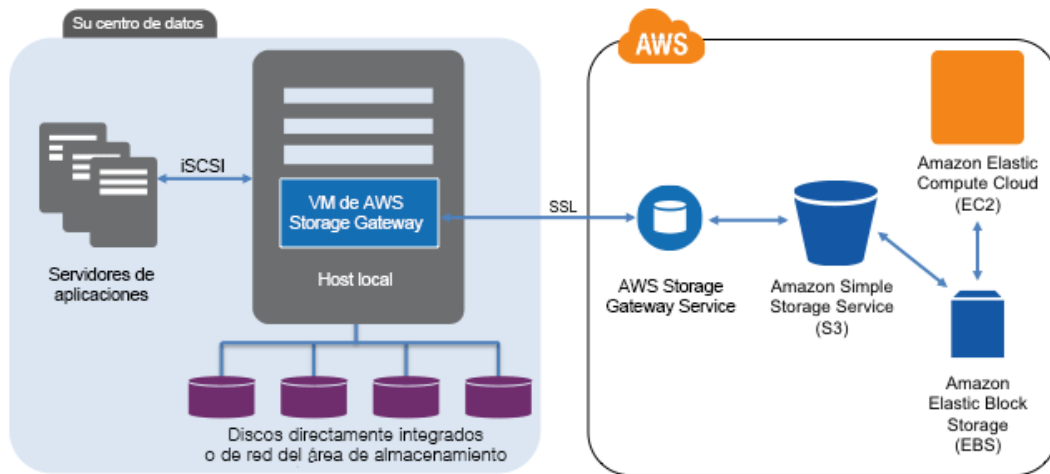 Su centro de datos
AWS
iSCSI
VM de AWS
Storage Gateway
Host local
Servidores de
aplicaciones
Discos directamente integrados
o de red del área de almacenamiento
SSL
AWS Storage
Gateway Service
Amazon Simple
Storage Service
(S3)
Amazon Elastic
Compute Cloud
(EC2)
Amazon
Elastic Block
Storage
(EBS)